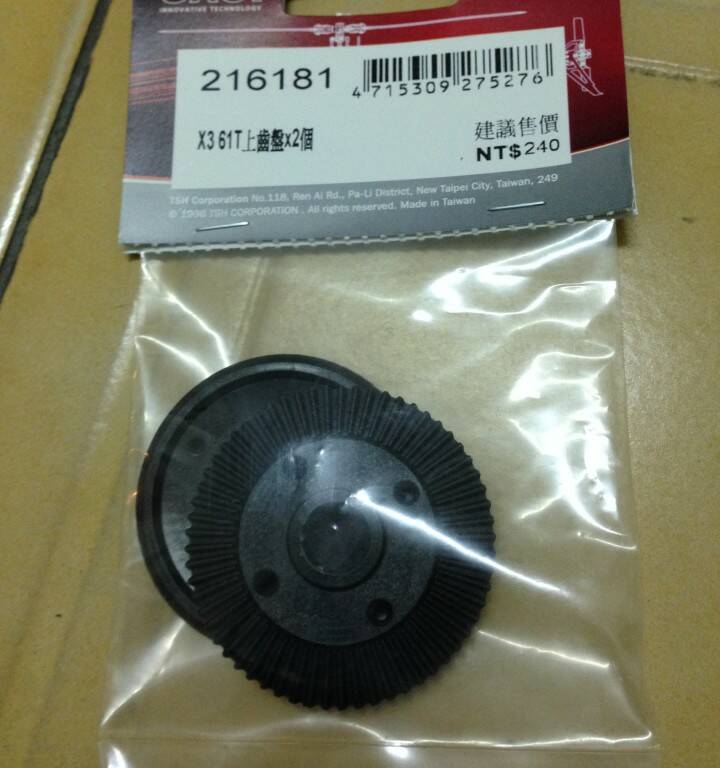 INNOVATIVE TECHNOLOGY
216181
4 715309 275276
X3 61T上齒盤x2個
建議售價
NT$240
TSH Corporation No.118, Ren Ai Rd., Pa-Li District, New Taipei City, Taiwan, 249
© 1996 TSH CORPORATION . All rights reserved. Made in Taiwan